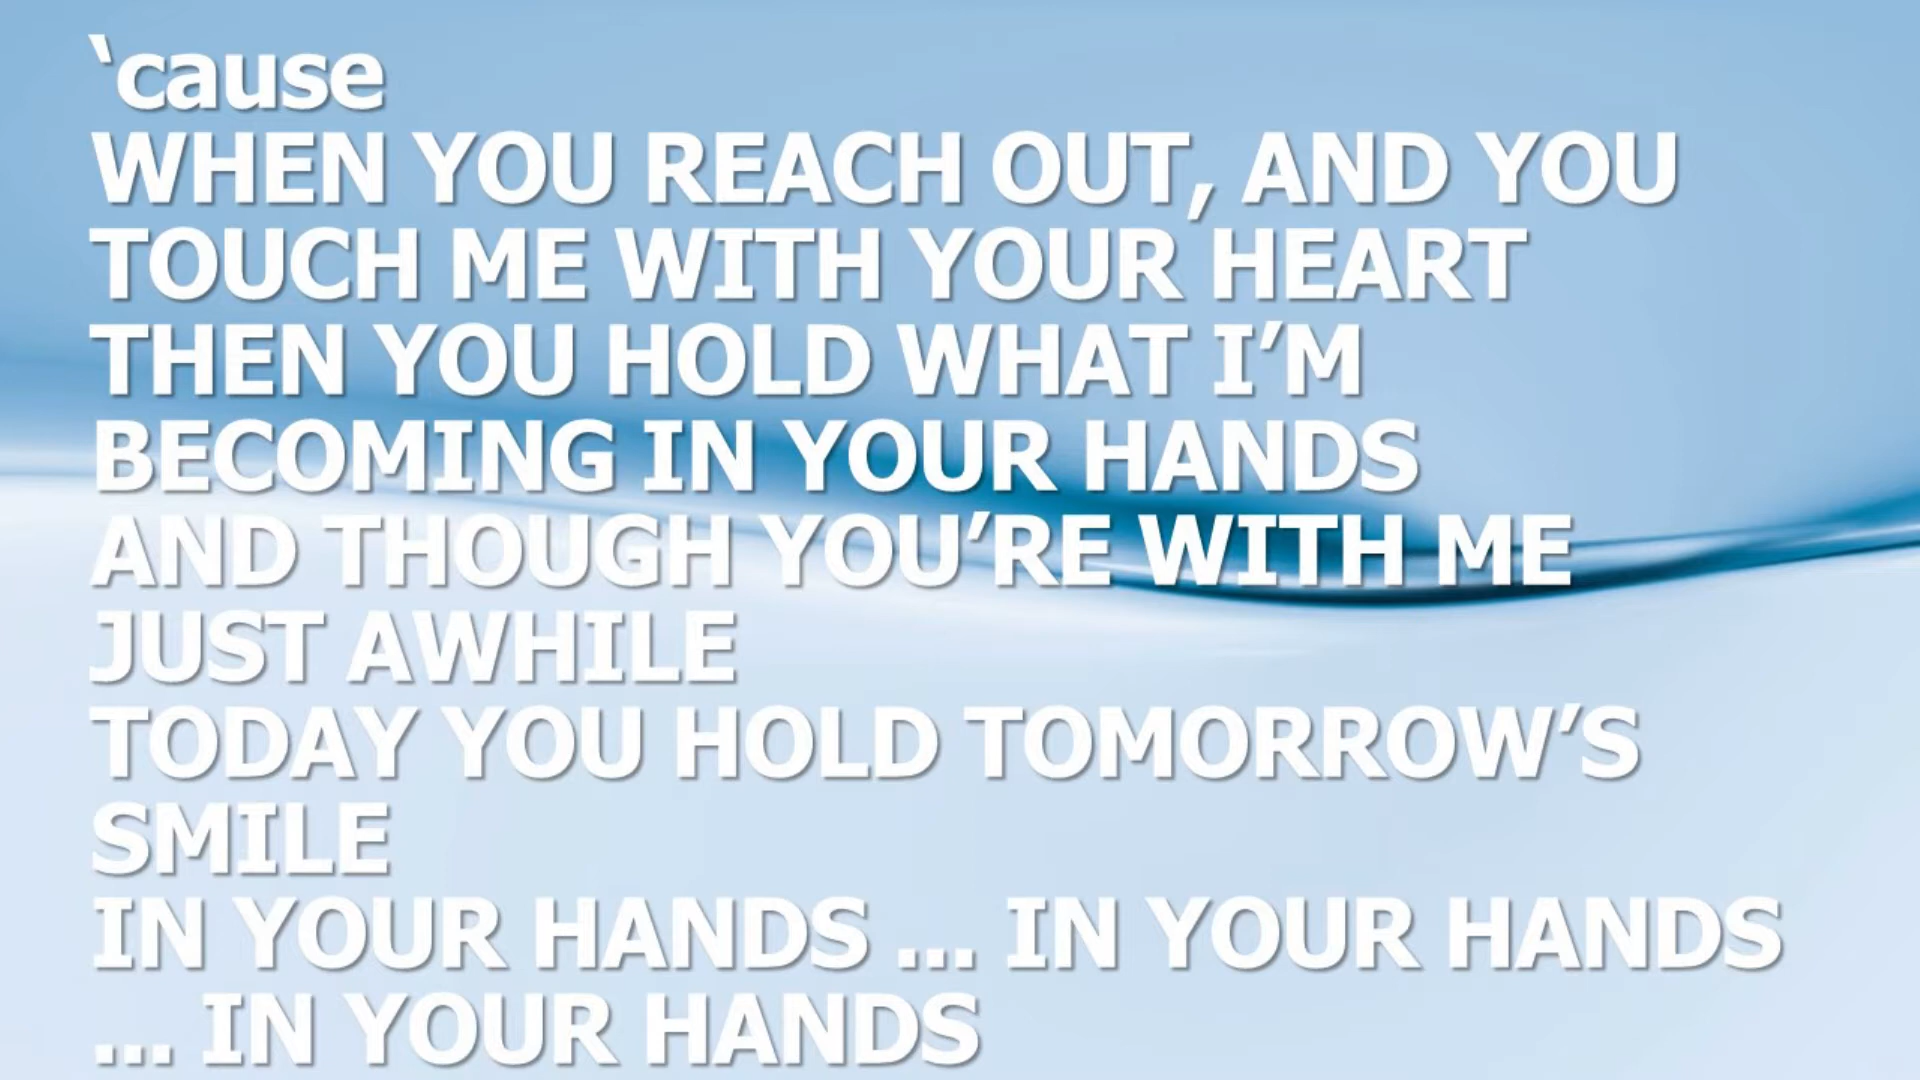 ‘cause
WHEN YOU REACH OUT, AND YOU
TOUCH ME WITH YOUR HEART
THEN YOU HOLD WHAT I’M
BECOMING IN YOUR HANDS
AND THOUGH YOU’RE WITH ME
JUST AWHILE
TODAY YOU HOLD TOMORROW’S
SMILE
IN YOUR HANDS ... IN YOUR HANDS
... IN YOUR HANDS